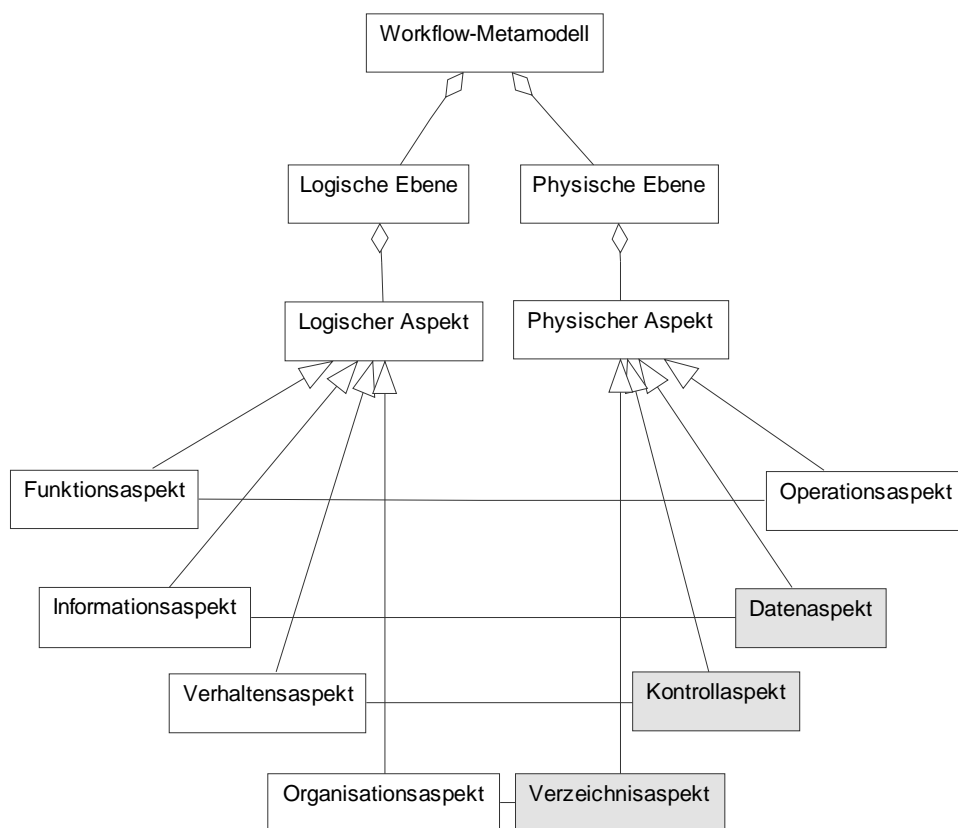 Workflow-Metamodell
Logische Ebene
Physische Ebene
Logischer Aspekt
Physischer Aspekt
Funktionsaspekt
Operationsaspekt
Informationsaspekt
Datenaspekt
Verhaltensaspekt
Kontrollaspekt
Organisationsaspekt
Verzeichnisaspekt